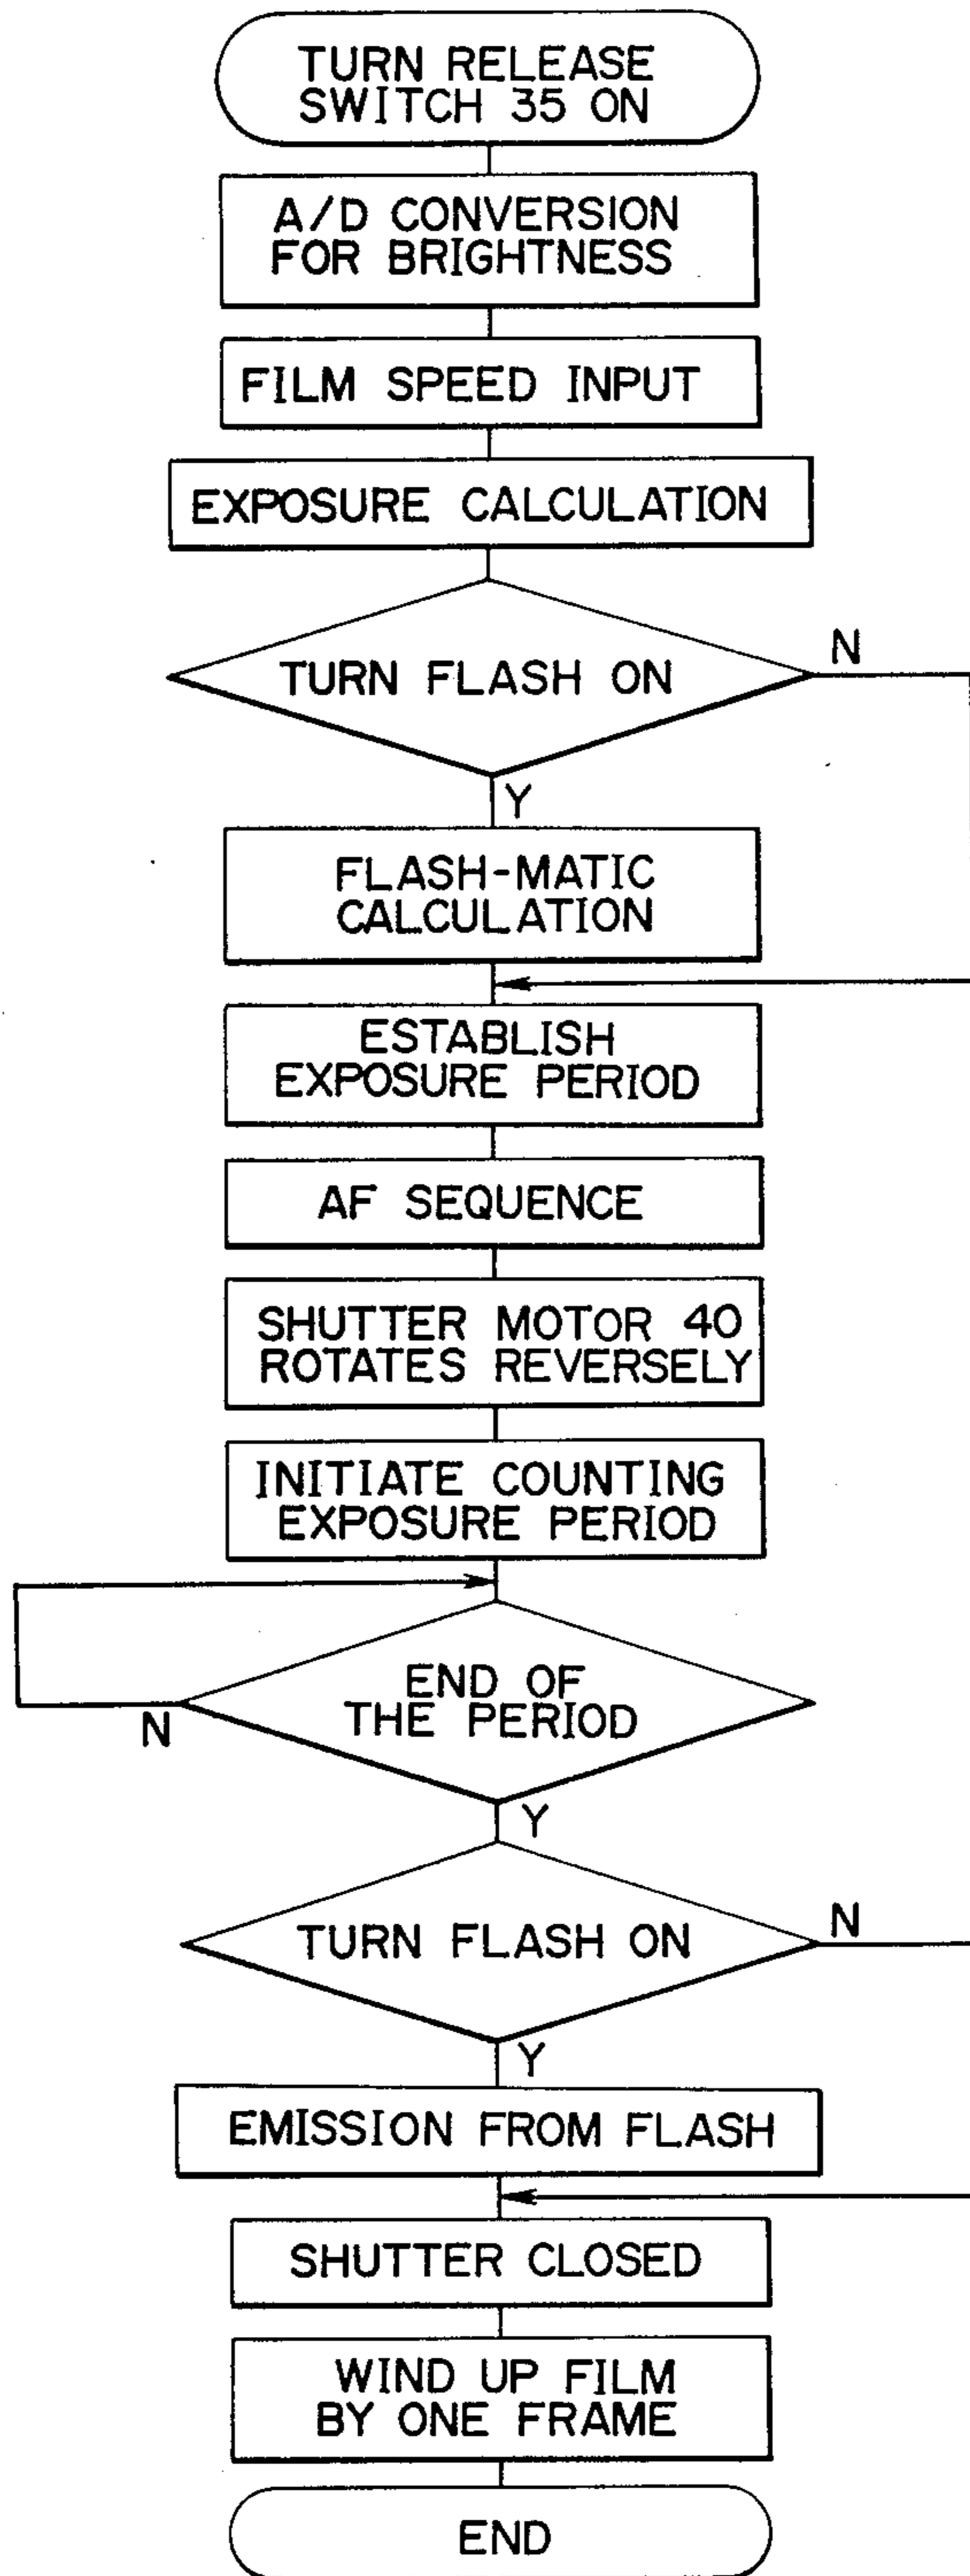 TURN RELEASE
SWITCH 35 ON
A/D CONVERSION
FOR BRIGHTNESS
FILM SPEED INPUT
EXPOSURE CALCULATION
TURN FLASH ON
N
Y
FLASH-MATIC
CALCULATION
ESTABLISH
EXPOSURE PERIOD
AF SEQUENCE
SHUTTER MOTOR 40
ROTATES REVERSELY
INITIATE COUNTING
EXPOSURE PERIOD
END OF
THE PERIOD
N
Y
TURN FLASH ON
N
Y
EMISSION FROM FLASH
SHUTTER CLOSED
WIND UP FILM
BY ONE FRAME
END